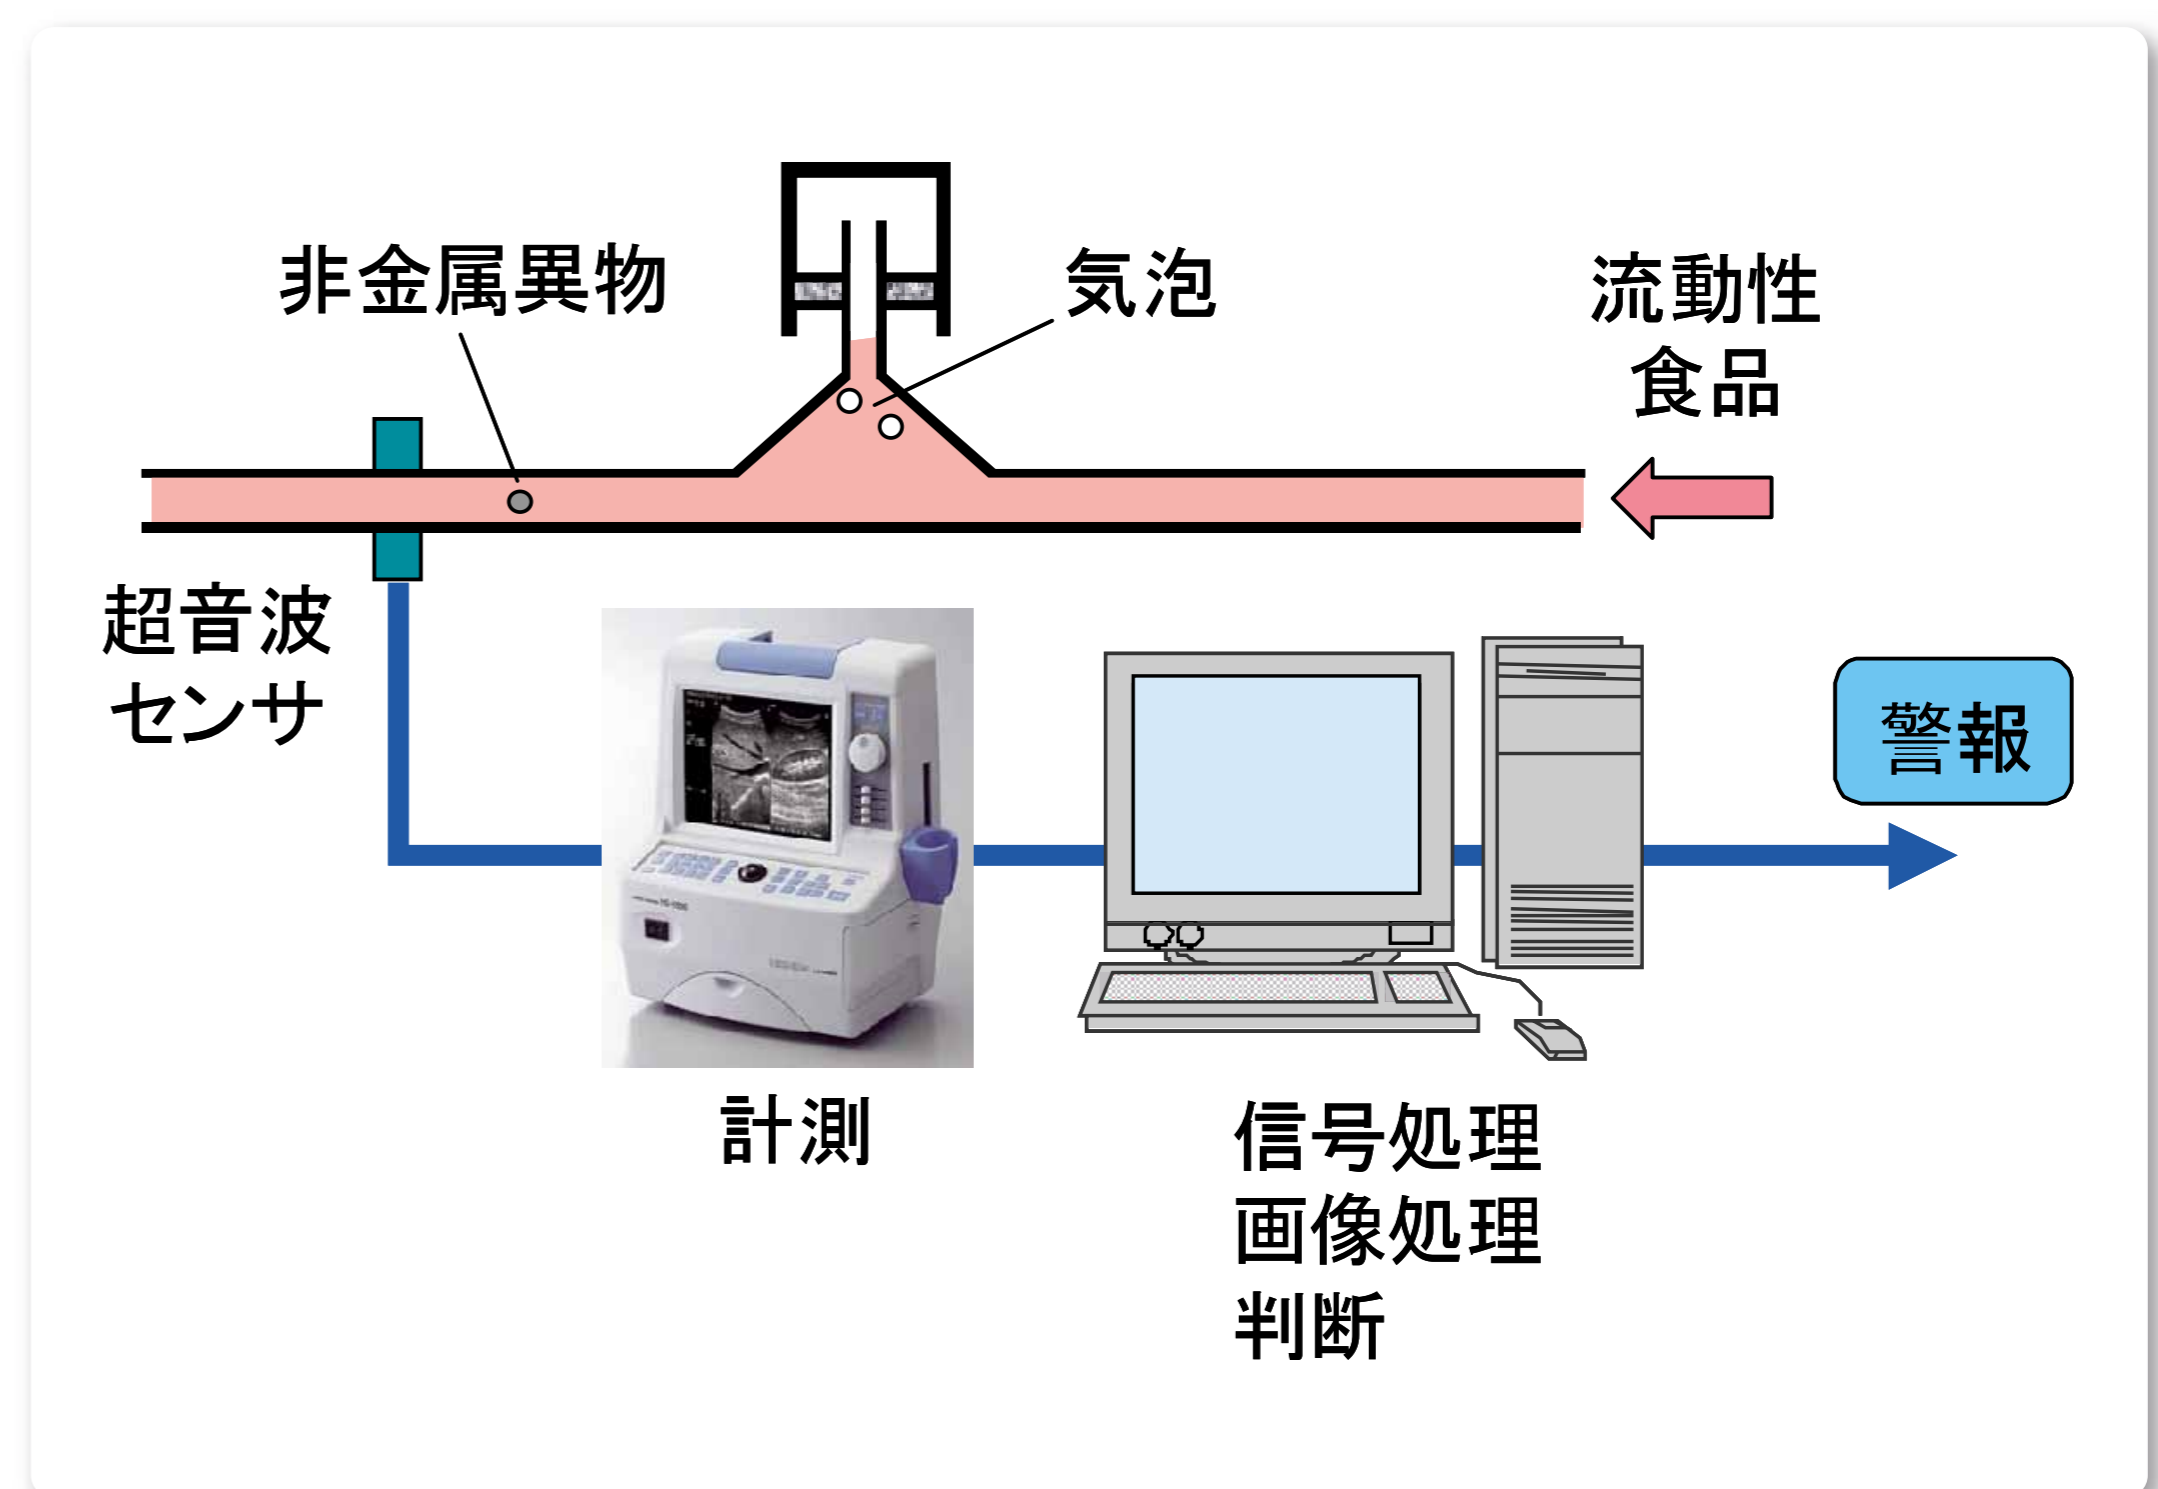 非金属異物
気泡
流動性
食品
超音波
センサ
警報
計測
信号処理
画像処理
判断